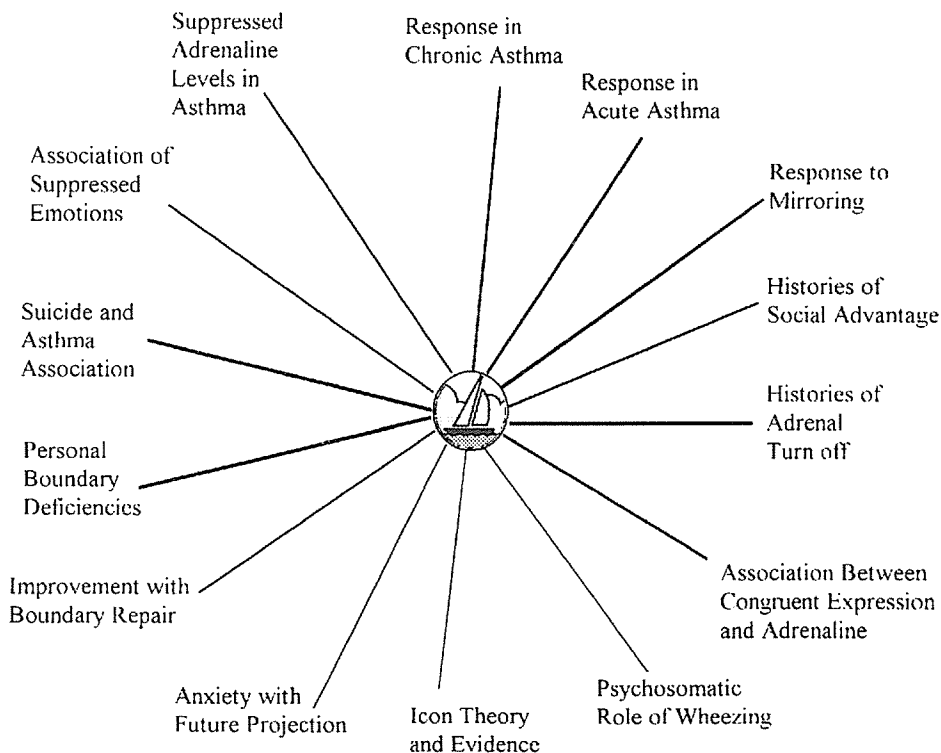 Suppressed
Adrenaline
Levels in
Asthma
Response in
Chronic Asthma
Response in
Acute Asthma
Response to
Mirroring
Histories of
Social Advantage
Histories of
Adrenal
Turn off
Association Between
Congruent Expression
and Adrenaline
Psychosomatic
Role of Wheezing
Icon Theory
and Evidence
Anxiety with
Future Projection
Improvement with
Boundary Repair
Personal
Boundary
Deficiencies
Suicide and
Asthma
Association
Association of
Suppressed
Emotions